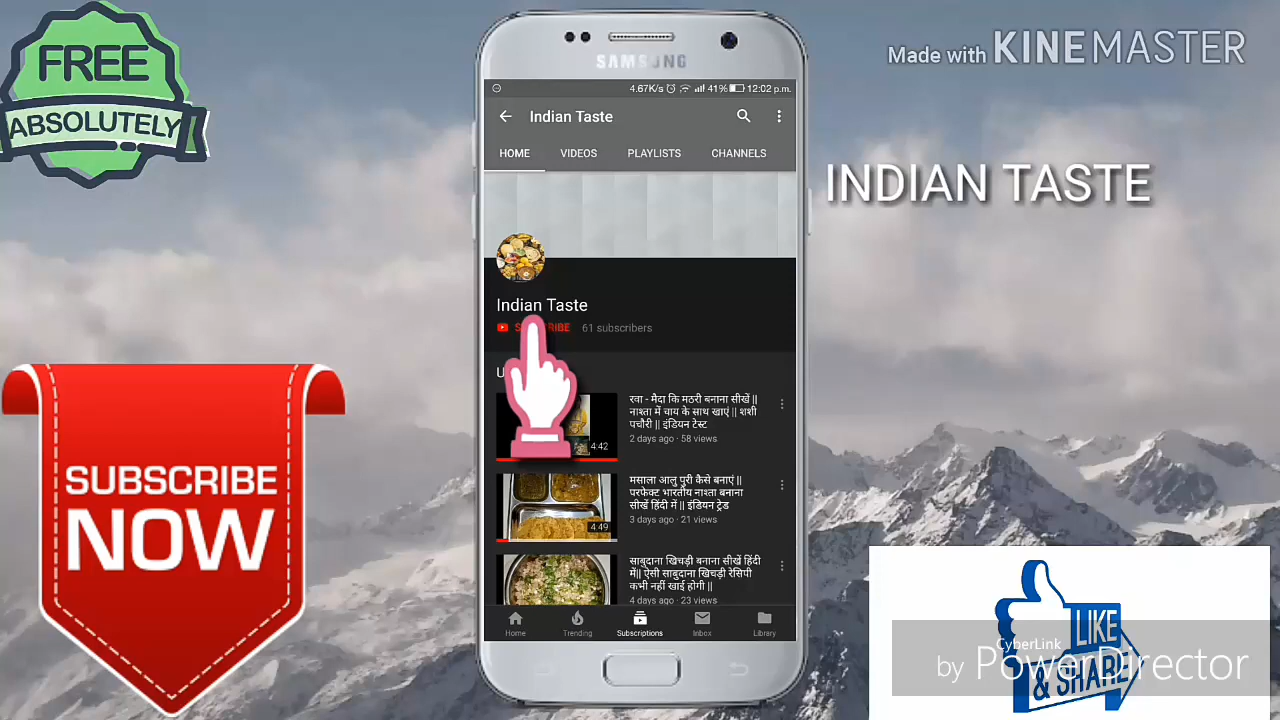 FREE
ABSOLUTELY
Made with KINEMASTER
SAMSUNG
4.67K/s 41% 12:02 p.m.
Indian Taste
HOME VIDEOS PLAYLISTS CHANNELS
INDIAN TASTE
Indian Taste
61 subscribers
रवा - मैदा कि मठरी बनाना सीखें ||
नाश्ता में चाय के साथ खाएं || शशी
पचौरी || इंडियन टेस्ट
2 days ago · 58 views
4:42
मसाला आलु पुरी कैसे बनाएं ||
परफेक्ट भारतीय नाश्ता बनाना
सीखें हिंदी में || इंडियन ट्रेड
3 days ago · 21 views
4:49
साबुदाना खिचड़ी बनाना सीखें हिंदी
में|| ऐसी साबुदाना खिचड़ी रेसिपी
कभी नहीं खाई होगी ||
4 days ago · 23 views
Home Trending Subscriptions Inbox Library
SUBSCRIBE
NOW
LIKE
& SHARE
CyberLink
by PowerDirector